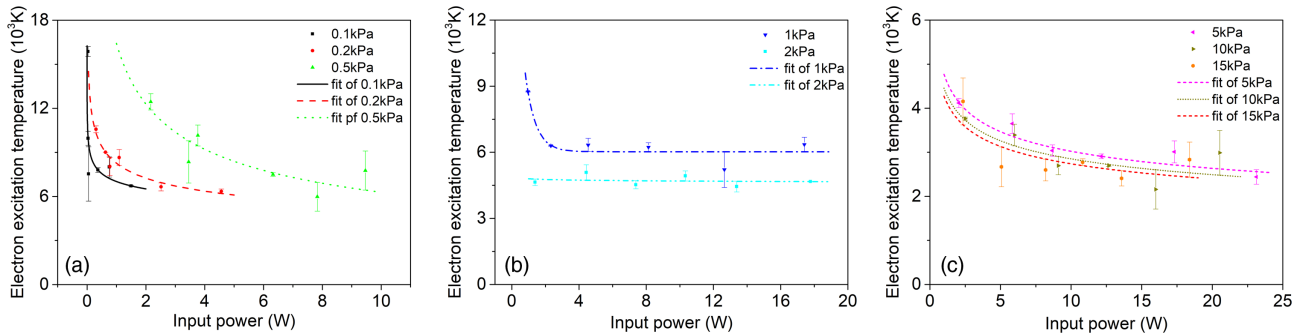 Electron excitation temperature (10³K)
18
15
12
9
6
3
0
0
2
4
6
8
10
Input power (W)
(a)
0.1kPa
0.2kPa
0.5kPa
fit of 0.1kPa
fit of 0.2kPa
fit pf 0.5kPa
Electron excitation temperature (10³K)
12
9
6
3
0
0
4
8
12
16
20
Input power (W)
(b)
1kPa
2kPa
fit of 1kPa
fit of 2kPa
Electron excitation temperature (10³K)
6
5
4
3
2
1
0
0
5
10
15
20
25
Input power (W)
(c)
5kPa
10kPa
15kPa
fit of 5kPa
fit of 10kPa
fit of 15kPa